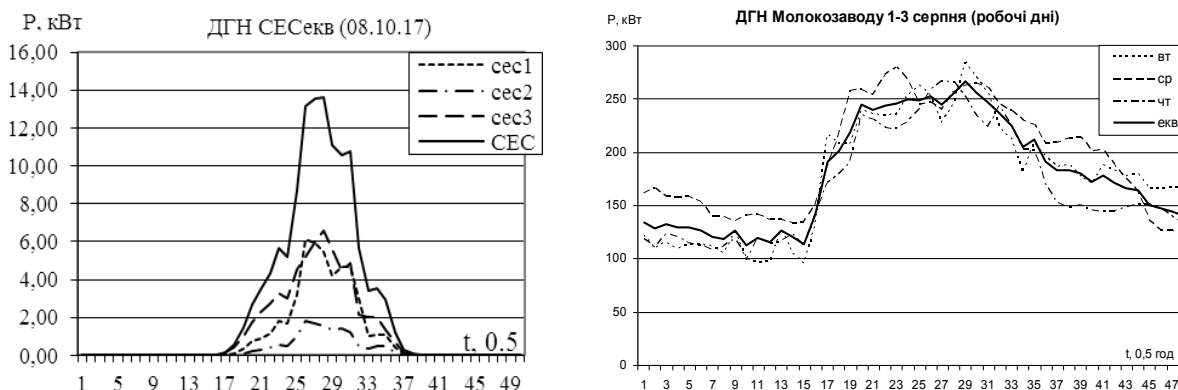 Р, кВт
ДГН СЕСекв (08.10.17)
16,00
14,00
12,00
10,00
8,00
6,00
4,00
2,00
0,00
сес1
сес2
сес3
СЕС
t, 0.5
1 5 9 13 17 21 25 29 33 37 41 45 49
ДГН Молокозаводу 1-3 серпня (робочі дні)
Р, кВт
300
250
200
150
100
50
0
вт
ср
чт
екв
t, 0,5 год
1 3 5 7 9 11 13 15 17 19 21 23 25 27 29 31 33 35 37 39 41 43 45 47